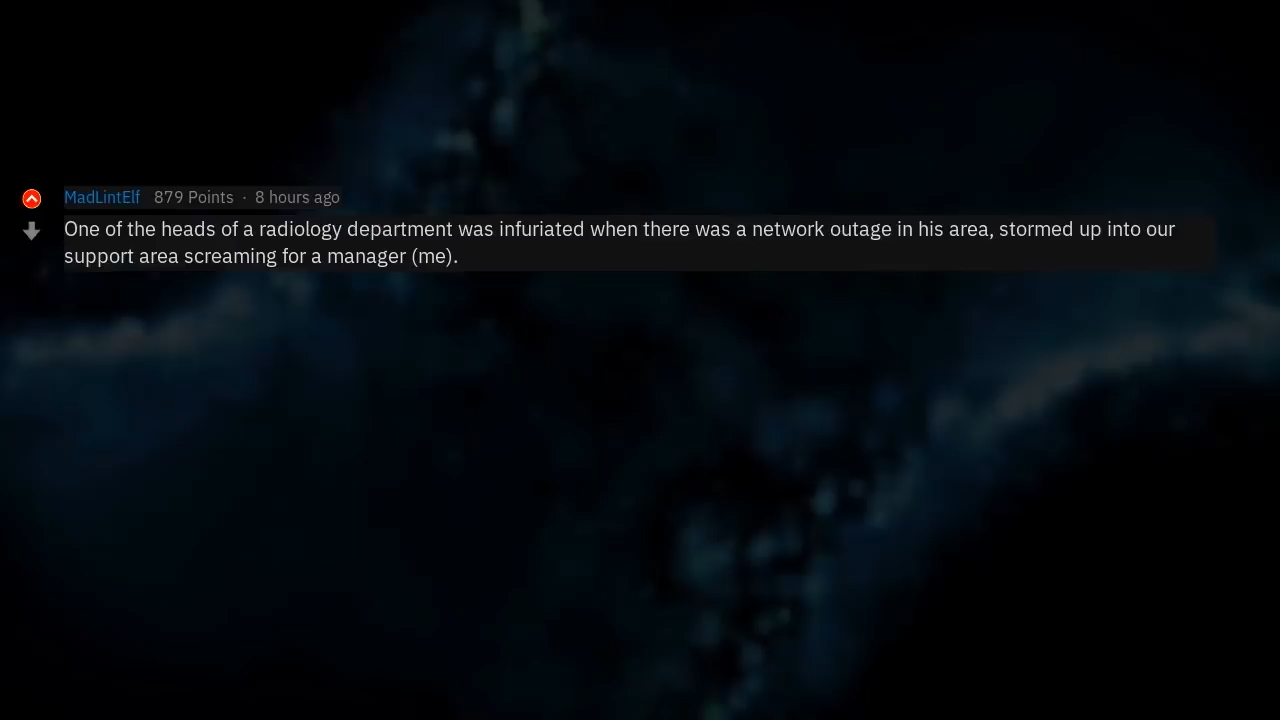 MadLintElf 879 Points · 8 hours ago
One of the heads of a radiology department was infuriated when there was a network outage in his area, stormed up into our
support area screaming for a manager (me).